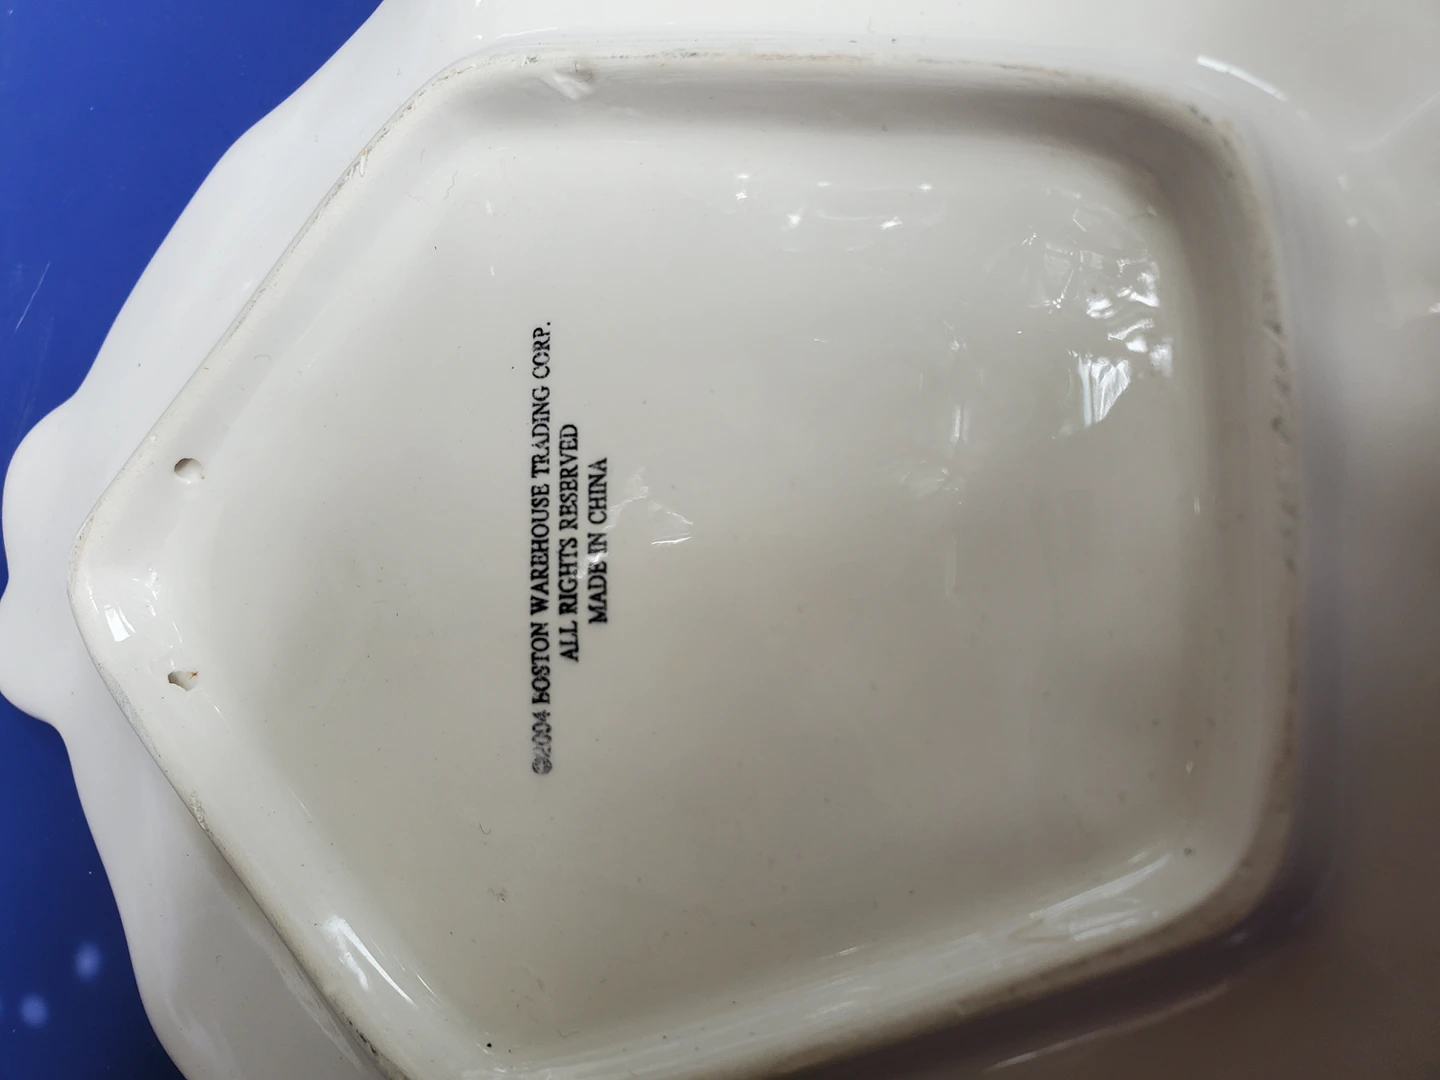 ©2004 BOSTON WAREHOUSE TRADING CORP.
ALL RIGHTS RESERVED
MADE IN CHINA